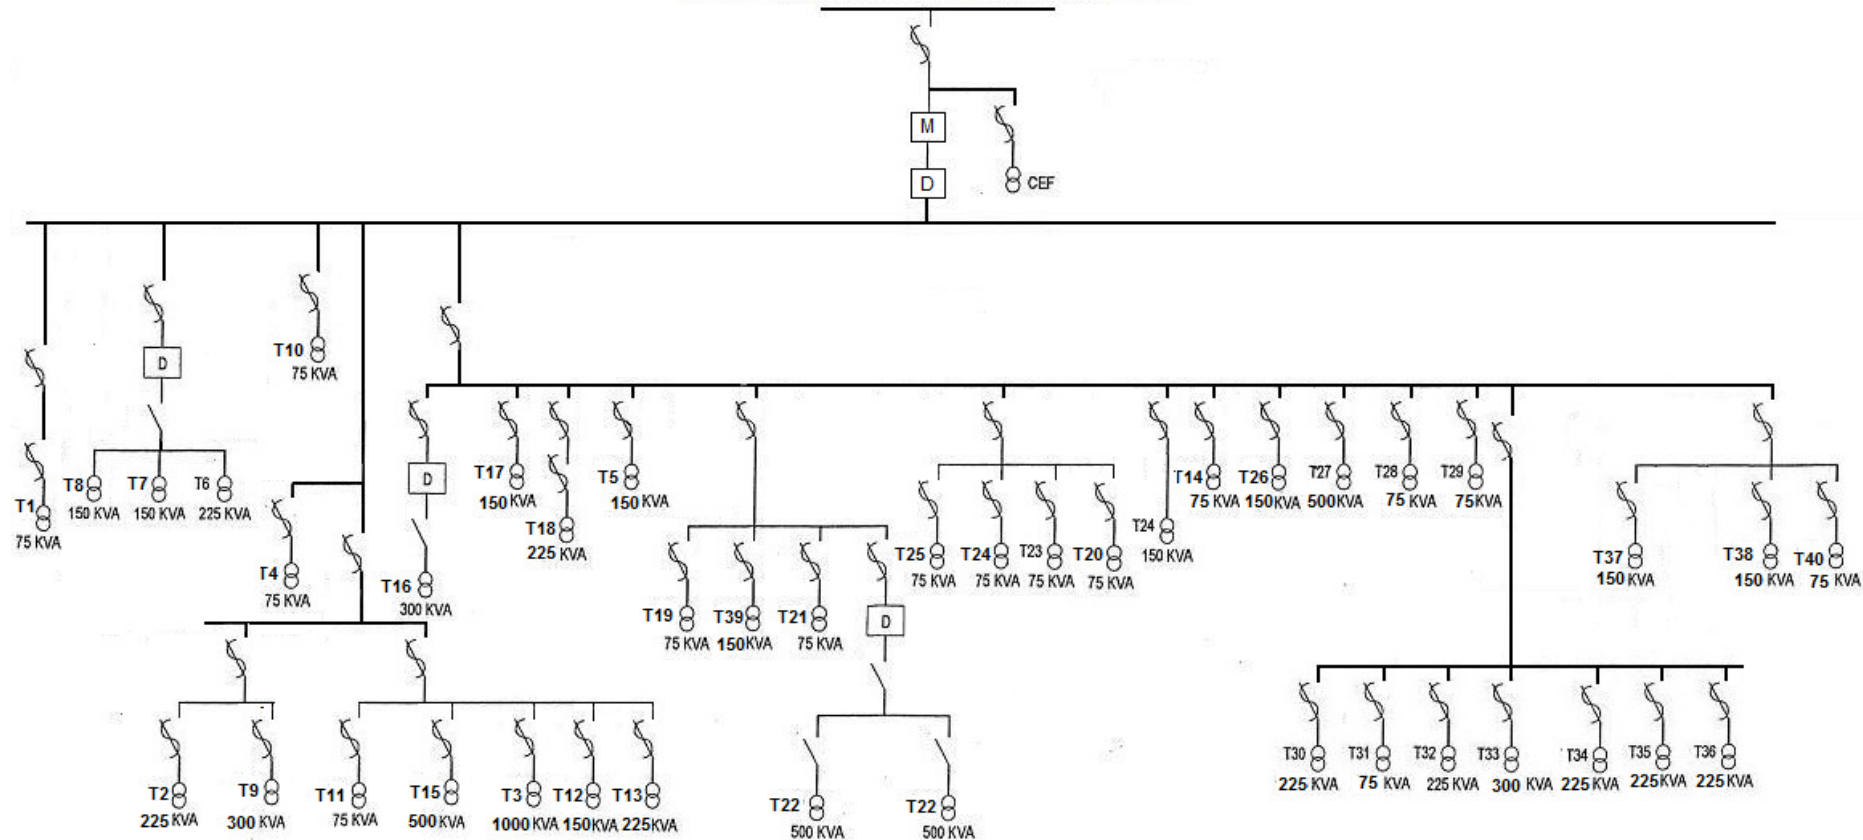 M
D
CEF
T1
75 KVA
D
T8
150 KVA
T7
150 KVA
T6
225 KVA
T10
75 KVA
T4
75 KVA
D
T16
300 KVA
T17
150 KVA
T18
225 KVA
T5
150 KVA
T19
75 KVA
T39
150 KVA
T21
75 KVA
D
T22
500 KVA
T22
500 KVA
T25
75 KVA
T24
75 KVA
T23
75 KVA
T20
75 KVA
T24
150 KVA
T14
75 KVA
T26
150 KVA
T27
500 KVA
T28
75 KVA
T29
75 KVA
T37
150 KVA
T38
150 KVA
T40
75 KVA
T30
225 KVA
T31
75 KVA
T32
225 KVA
T33
300 KVA
T34
225 KVA
T35
225 KVA
T36
225 KVA
T2
225 KVA
T9
300 KVA
T11
75 KVA
T15
500 KVA
T3
1000 KVA
T12
150 KVA
T13
225 KVA